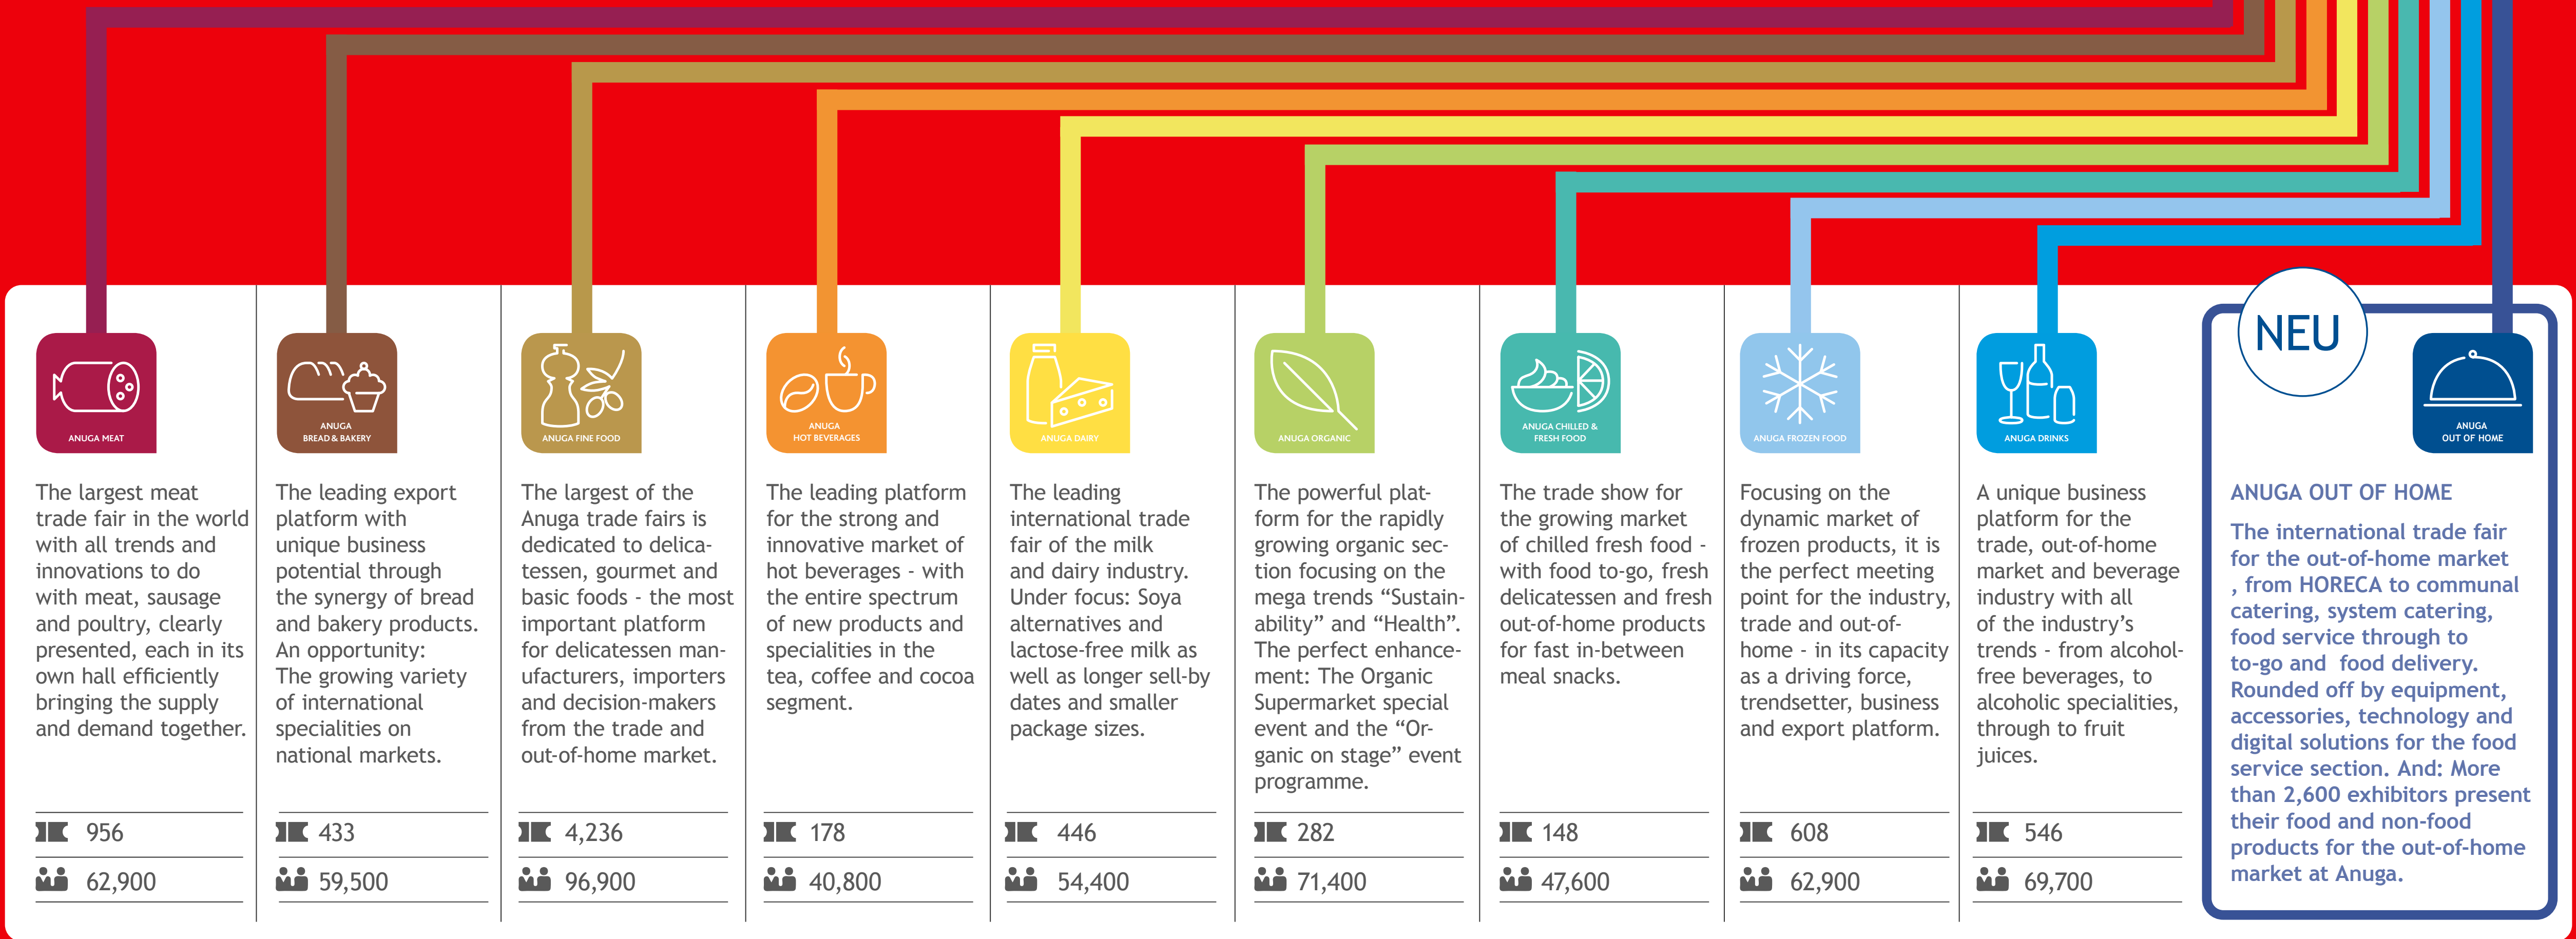 ANUGA MEAT
The largest meat
trade fair in the world
with all trends and
innovations to do
with meat, sausage
and poultry, clearly
presented, each in its
own hall efficiently
bringing the supply
and demand together.
956
62,900
ANUGA
BREAD & BAKERY
The leading export
platform with
unique business
potential through
the synergy of bread
and bakery products.
An opportunity:
The growing variety
of international
specialities on
national markets.
433
59,500
ANUGA FINE FOOD
The largest of the
Anuga trade fairs is
dedicated to delica-
tessen, gourmet and
basic foods - the most
important platform
for delicatessen man-
ufacturers, importers
and decision-makers
from the trade and
out-of-home market.
4,236
96,900
ANUGA
HOT BEVERAGES
The leading platform
for the strong and
innovative market of
hot beverages - with
the entire spectrum
of new products and
specialities in the
tea, coffee and cocoa
segment.
178
40,800
ANUGA DAIRY
The leading
international trade
fair of the milk
and dairy industry.
Under focus: Soya
alternatives and
lactose-free milk as
well as longer sell-by
dates and smaller
package sizes.
446
54,400
ANUGA ORGANIC
The powerful plat-
form for the rapidly
growing organic sec-
tion focusing on the
mega trends “Sustain-
ability” and “Health”.
The perfect enhance-
ment: The Organic
Supermarket special
event and the “Or-
ganic on stage” event
programme.
282
71,400
ANUGA CHILLED &
FRESH FOOD
The trade show for
the growing market
of chilled fresh food -
with food to-go, fresh
delicatessen and fresh
out-of-home products
for fast in-between
meal snacks.
148
47,600
ANUGA FROZEN FOOD
Focusing on the
dynamic market of
frozen products, it is
the perfect meeting
point for the industry,
trade and out-of-
home - in its capacity
as a driving force,
trendsetter, business
and export platform.
608
62,900
ANUGA DRINKS
A unique business
platform for the
trade, out-of-home
market and beverage
industry with all
of the industry’s
trends - from alcohol-
free beverages, to
alcoholic specialities,
through to fruit
juices.
546
69,700
NEU
ANUGA
OUT OF HOME
ANUGA OUT OF HOME
The international trade fair
for the out-of-home market
, from HORECA to communal
catering, system catering,
food service through to
to-go and  food delivery.
Rounded off by equipment,
accessories, technology and
digital solutions for the food
service section. And: More
than 2,600 exhibitors present
their food and non-food
products for the out-of-home
market at Anuga.